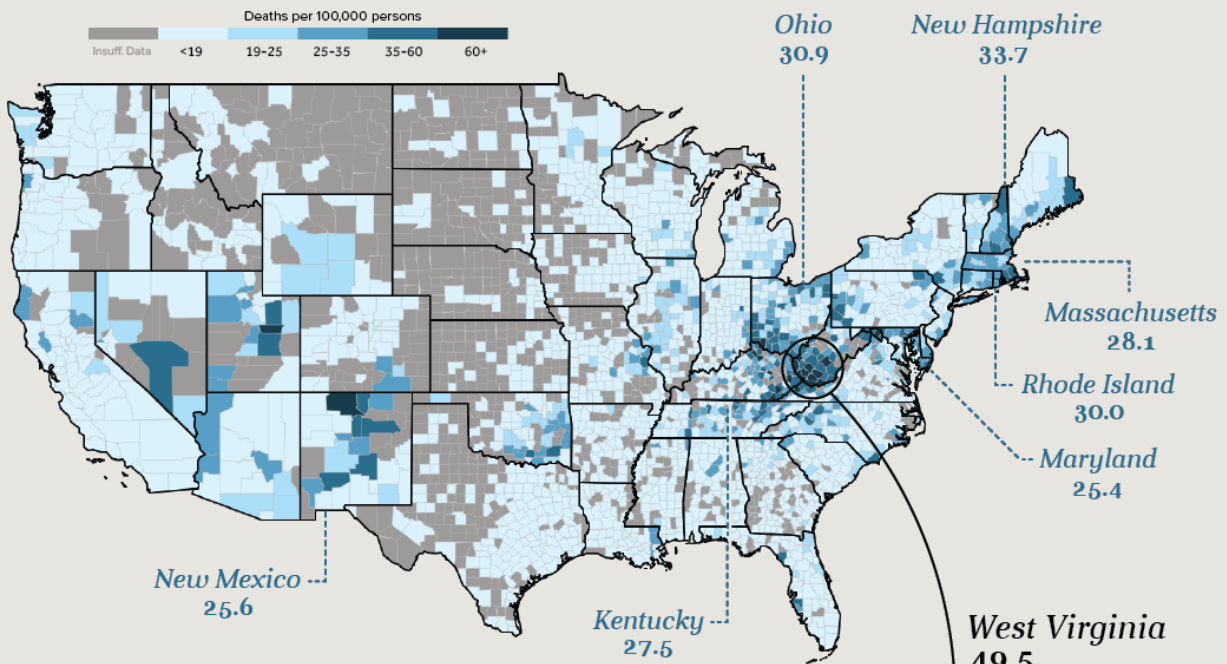 Deaths per 100,000 persons
Insuff. Data <19 19-25 25-35 35-60 60+
Ohio
30.9
New Hampshire
33.7
Massachusetts
28.1
Rhode Island
30.0
Maryland
25.4
New Mexico
25.6
Kentucky
27.5
West Virginia
49.5